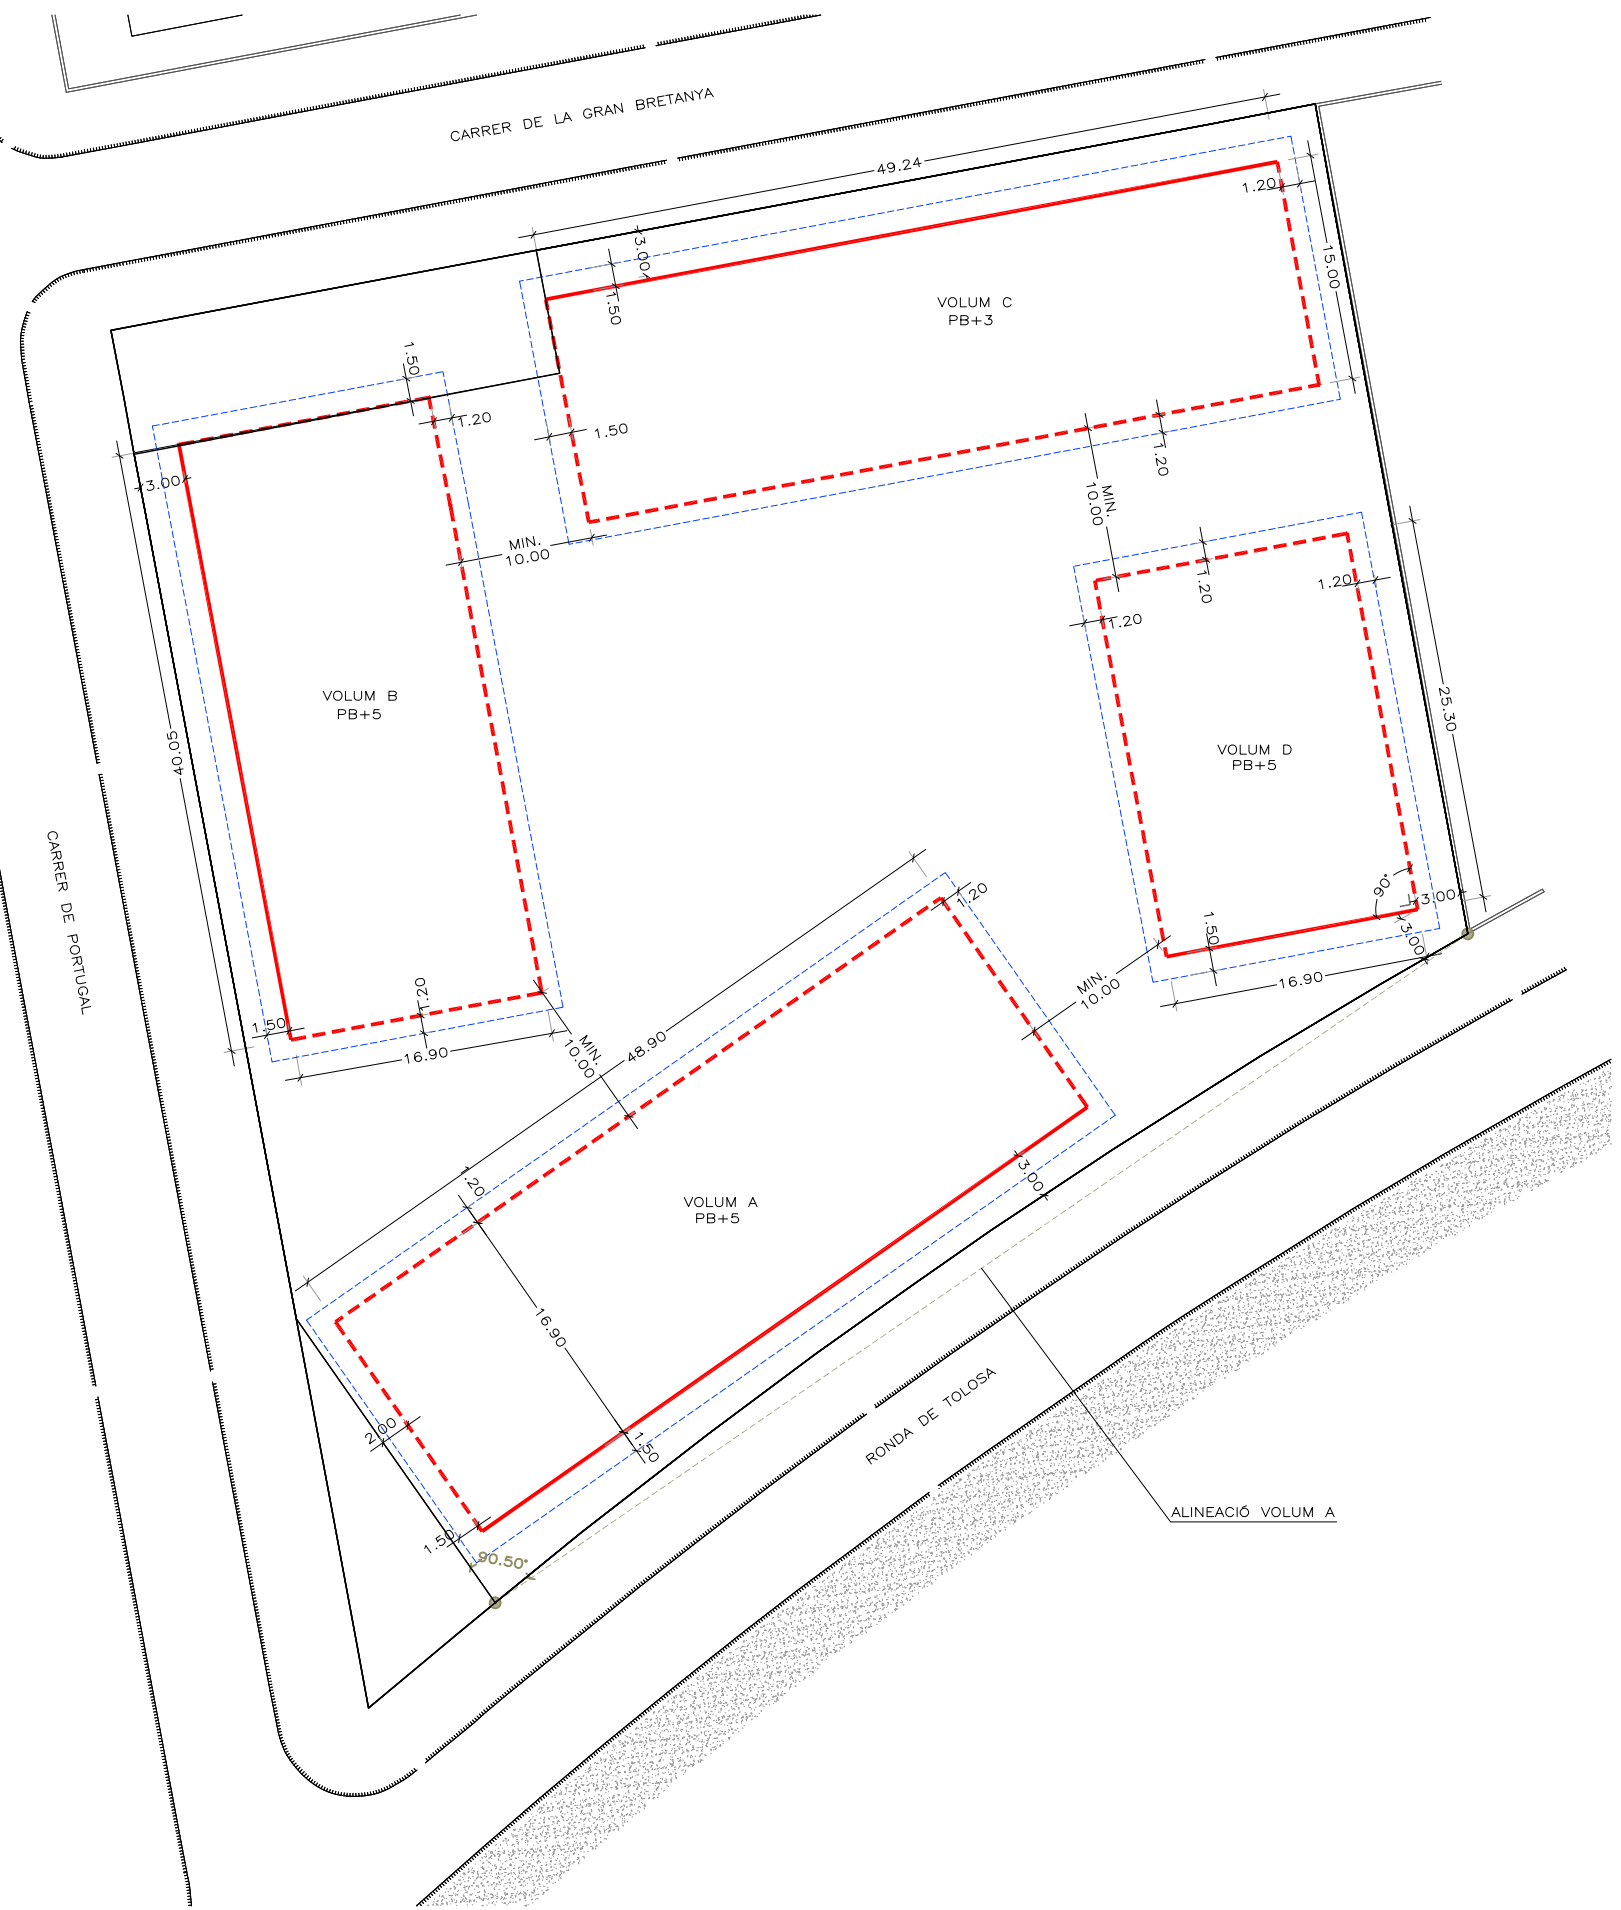 CARRER DE LA GRAN BRETANYA
49.24
1.20
3.00
1.50
15.00
VOLUM C
PB+3
1.50
1.20
3.00
1.50
1.20
MIN.
10.00
MIN.
10.00
1.20
1.20
1.20
25.30
VOLUM B
PB+5
40.05
VOLUM D
PB+5
CARRER DE PORTUGAL
90°
3.00
3.00
1.50
16.90
1.20
MIN.
10.00
1.20
1.50
16.90
MIN.
10.00
48.90
1.20
VOLUM A
PB+5
3.00
16.90
2.00
1.50
1.50
90.50°
RONDA DE TOLOSA
ALINEACIÓ VOLUM A